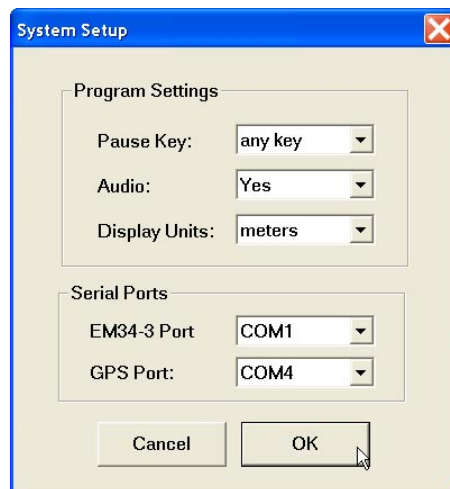 System Setup
Program Settings
Pause Key: any key
Audio: Yes
Display Units: meters
Serial Ports
EM34-3 Port COM1
GPS Port: COM4
Cancel OK